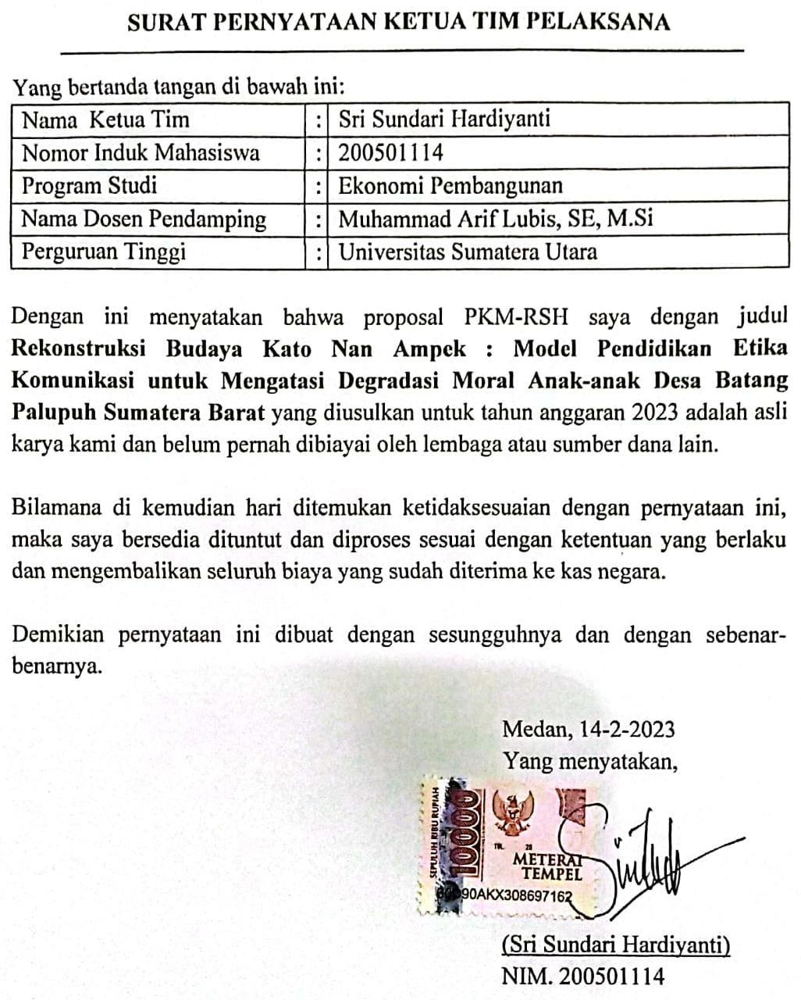 SURAT PERNYATAAN KETUA TIM PELAKSANA
Yang bertanda tangan di bawah ini:
Nama Ketua Tim : Sri Sundari Hardiyanti
Nomor Induk Mahasiswa : 200501114
Program Studi : Ekonomi Pembangunan
Nama Dosen Pendamping : Muhammad Arif Lubis, SE, M.Si
Perguruan Tinggi : Universitas Sumatera Utara
Dengan ini menyatakan bahwa proposal PKM-RSH saya dengan judul
Rekonstruksi Budaya Kato Nan Ampek : Model Pendidikan Etika
Komunikasi untuk Mengatasi Degradasi Moral Anak-anak Desa Batang
Palupuh Sumatera Barat yang diusulkan untuk tahun anggaran 2023 adalah asli
karya kami dan belum pernah dibiayai oleh lembaga atau sumber dana lain.
Bilamana di kemudian hari ditemukan ketidaksesuaian dengan pernyataan ini,
maka saya bersedia dituntut dan diproses sesuai dengan ketentuan yang berlaku
dan mengembalikan seluruh biaya yang sudah diterima ke kas negara.
Demikian pernyataan ini dibuat dengan sesungguhnya dan dengan sebenar-
benarnya.
Medan, 14-2-2023
Yang menyatakan,
SEPULUH RIBU RUPIAH
10000
TGL. 20
METERAI
TEMPEL
90AKX308697162
(Sri Sundari Hardiyanti)
NIM. 200501114